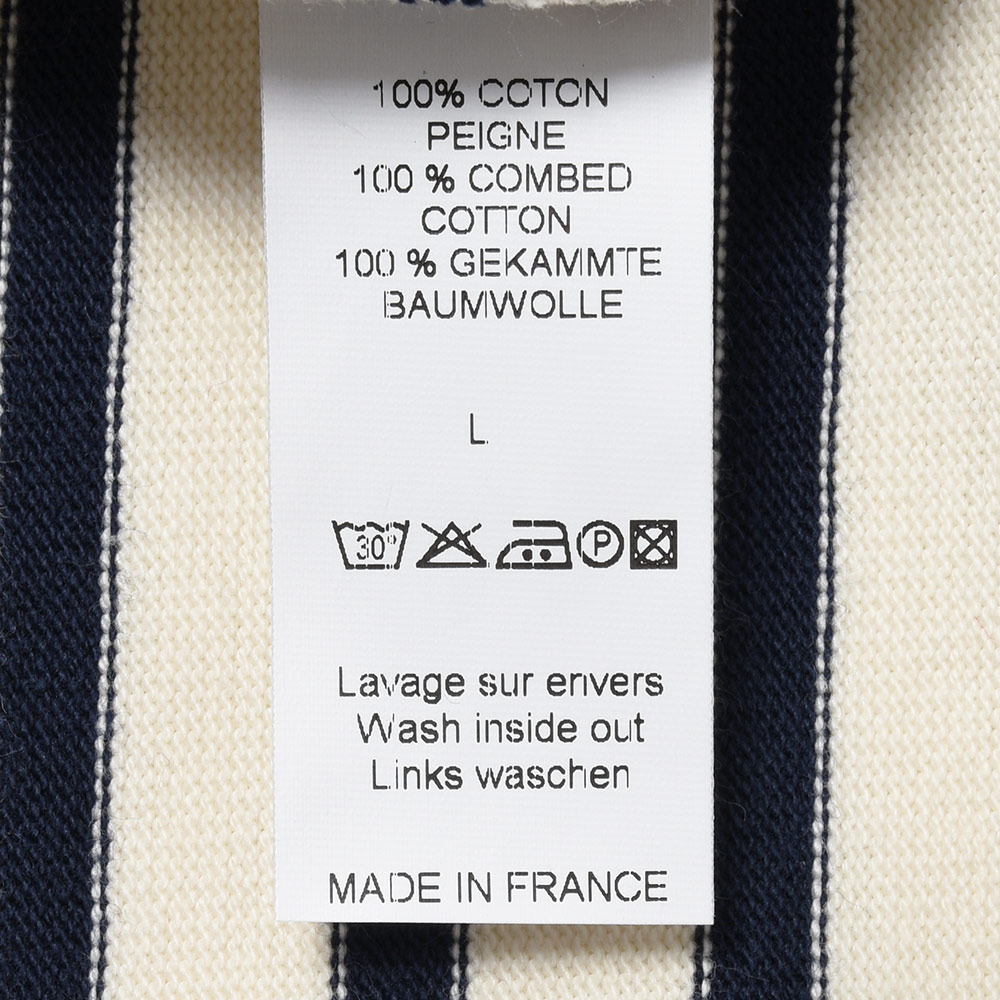 100% COTON
PEIGNE
100 % COMBED
COTTON
100 % GEKAMMTE
BAUMWOLLE
L
30° P
Lavage sur envers
Wash inside out
Links waschen
MADE IN FRANCE